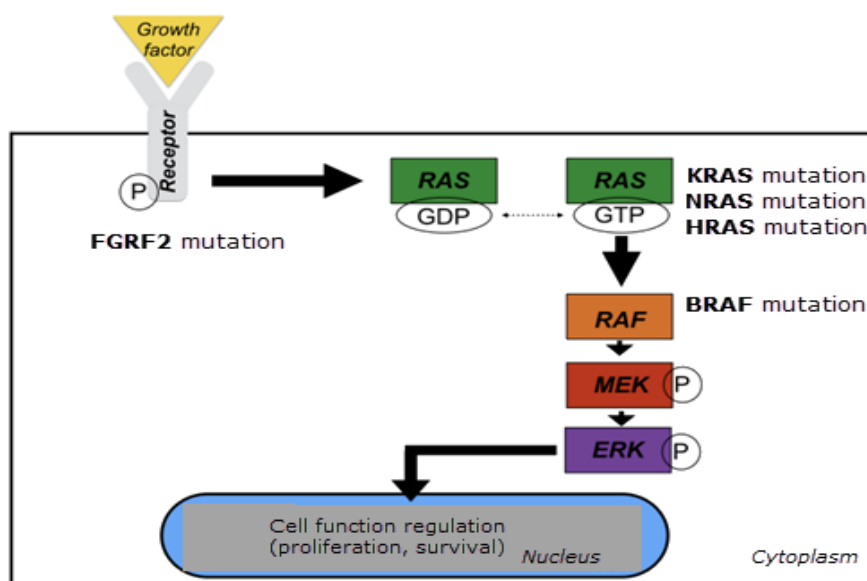 Growth
factor
Receptor
P
FGRF2 mutation
RAS
GDP
RAS
GTP
KRAS mutation
NRAS mutation
HRAS mutation
RAF
BRAF mutation
MEK
P
ERK
P
Cell function regulation
(proliferation, survival)
Nucleus
Cytoplasm